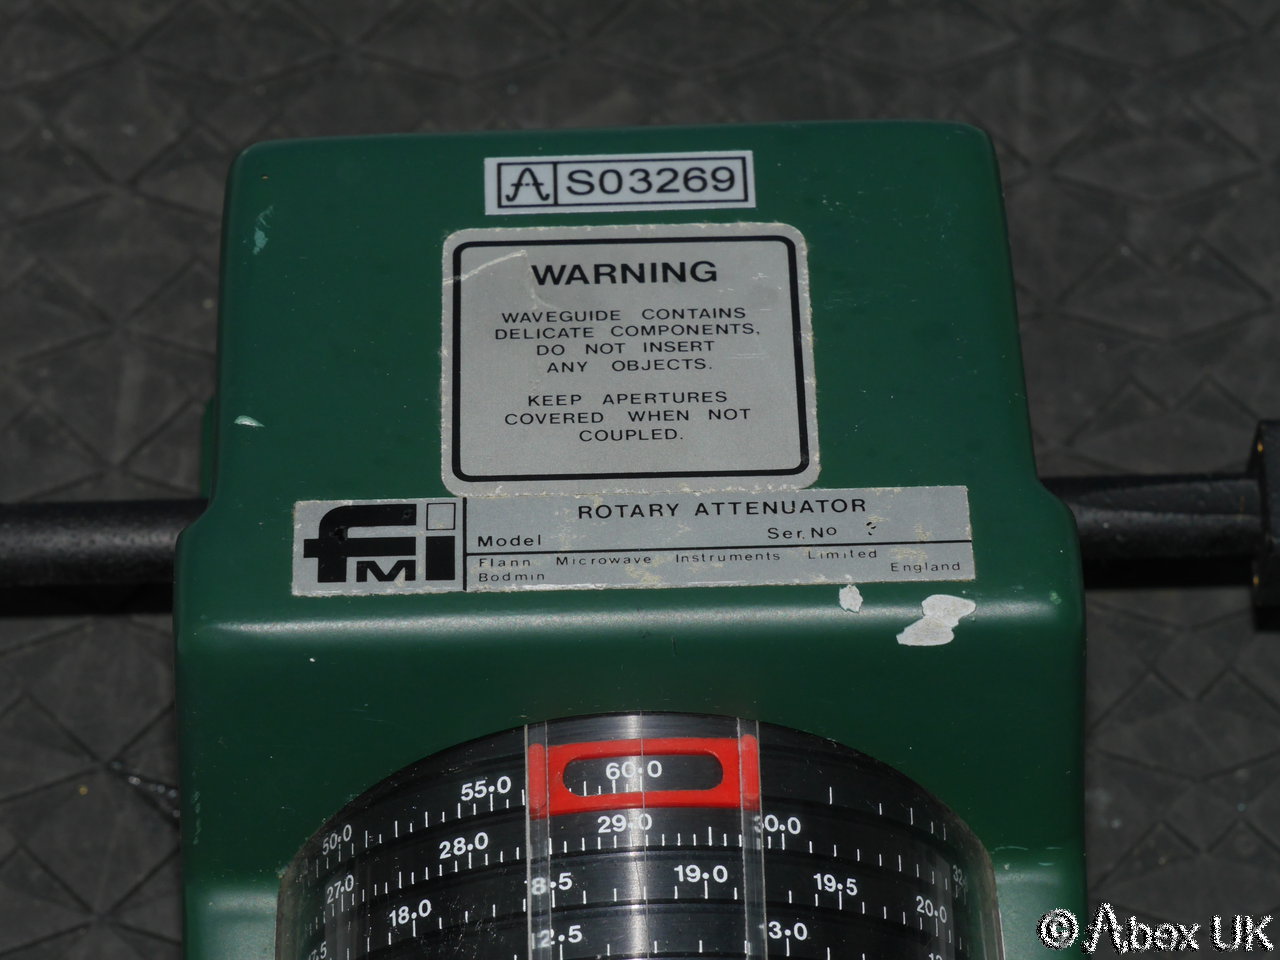 A S03269
WARNING
WAVEGUIDE CONTAINS
DELICATE COMPONENTS.
DO NOT INSERT
ANY OBJECTS.
KEEP APERTURES
COVERED WHEN NOT
COUPLED.
fmi
ROTARY ATTENUATOR
Model Ser. No
Flann Microwave Instruments Limited
Bodmin England
50.0 55.0 60.0
27.0 28.0 29.0 30.0
18.0 18.5 19.0 19.5 20.0
12.5 13.0
© Abex UK